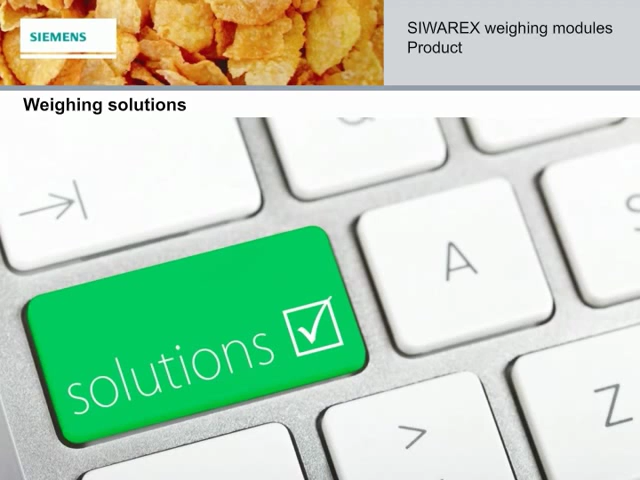 SIEMENS
SIWAREX weighing modules
Product
Weighing solutions
A
solutions
>
Z